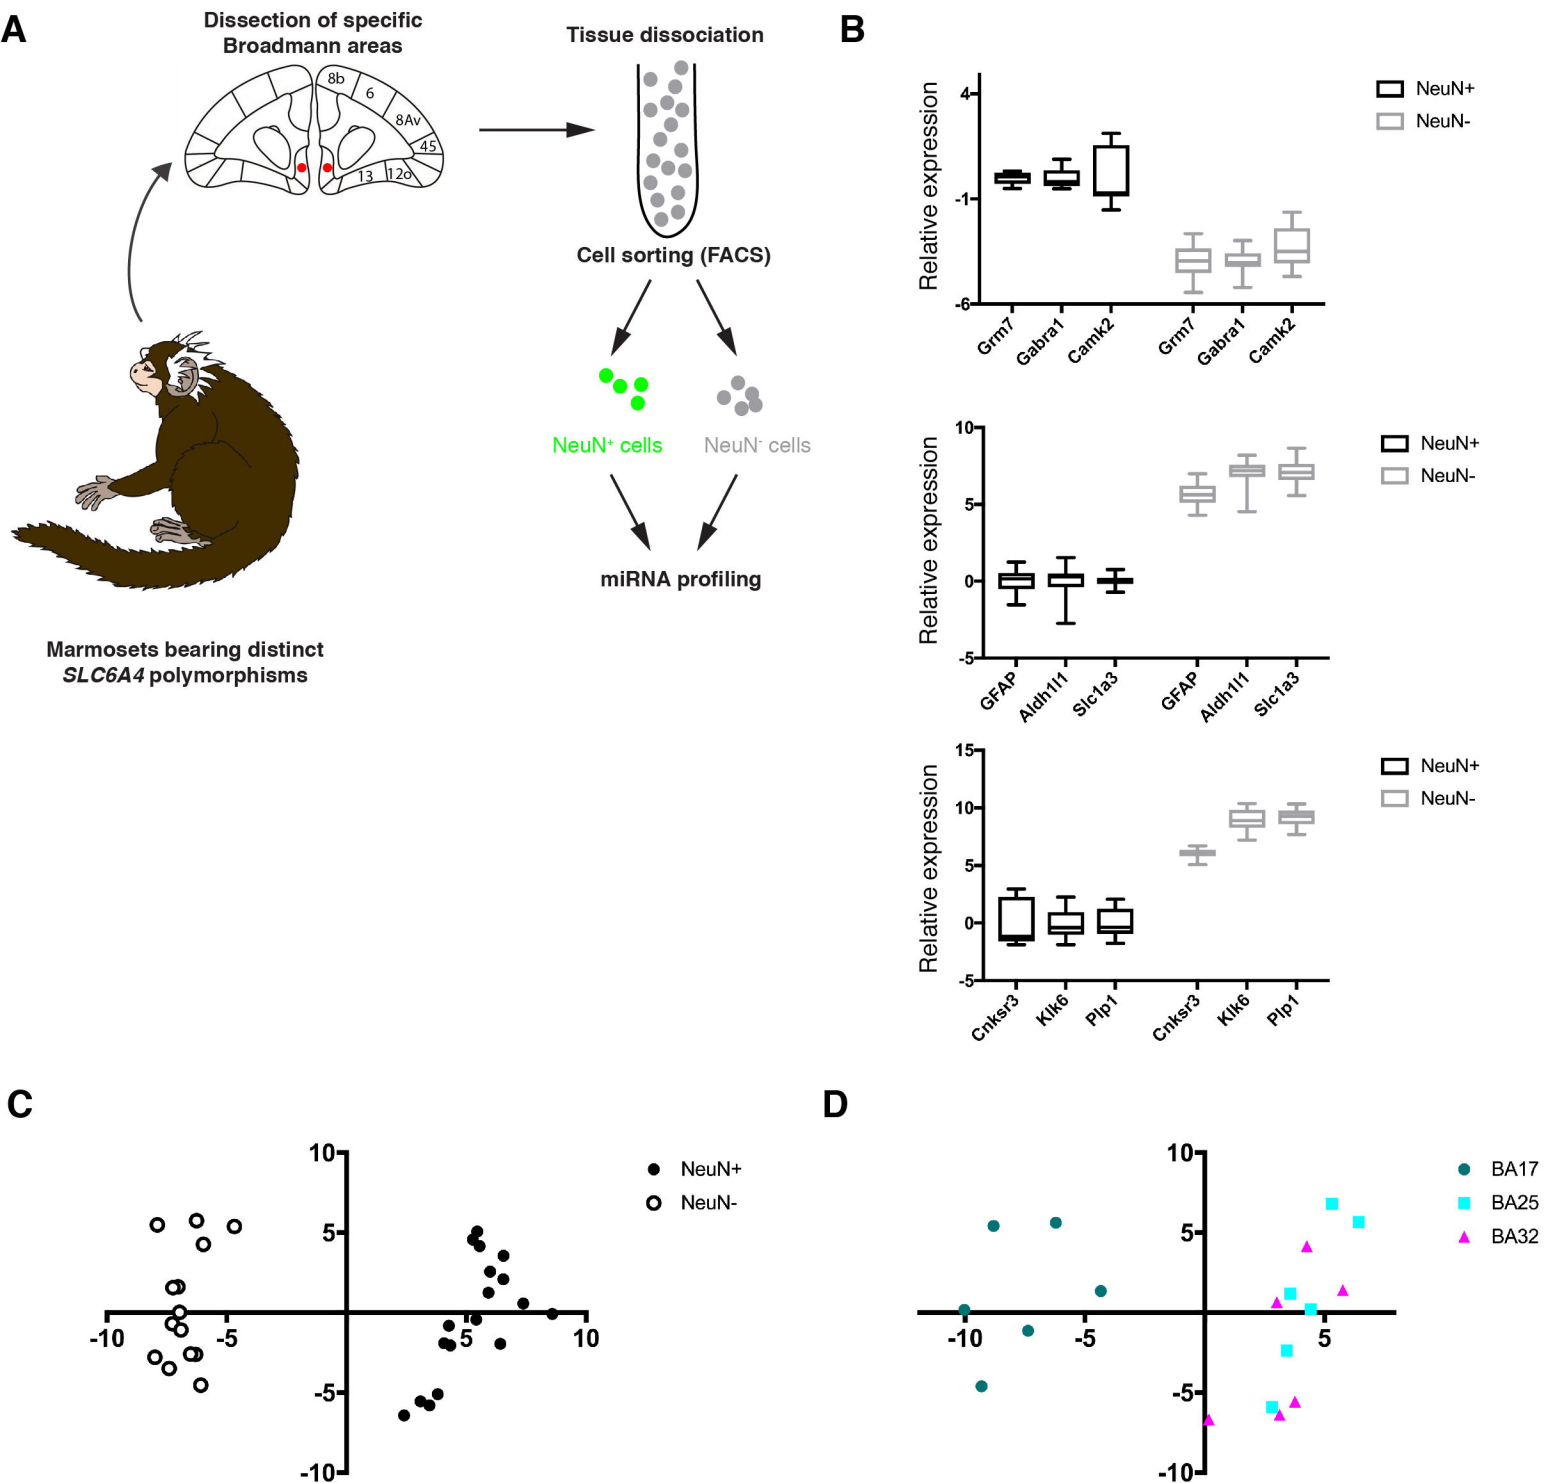 A
Dissection of specific
Broadmann areas
8b
6
8Av
45
13
12o
Tissue dissociation
Cell sorting (FACS)
NeuN+ cells
NeuN- cells
miRNA profiling
Marmosets bearing distinct
SLC6A4 polymorphisms
B
Relative expression
4
-1
-6
Grm7
Gabra1
Camk2
Grm7
Gabra1
Camk2
NeuN+
NeuN-
Relative expression
10
5
0
-5
GFAP
Aldh1l1
Slc1a3
GFAP
Aldh1l1
Slc1a3
NeuN+
NeuN-
Relative expression
15
10
5
0
-5
Cnksr3
Klk6
Plp1
Cnksr3
Klk6
Plp1
NeuN+
NeuN-
C
10
5
-5
-10
-10
-5
5
10
NeuN+
NeuN-
D
10
5
-5
-10
-10
-5
5
BA17
BA25
BA32